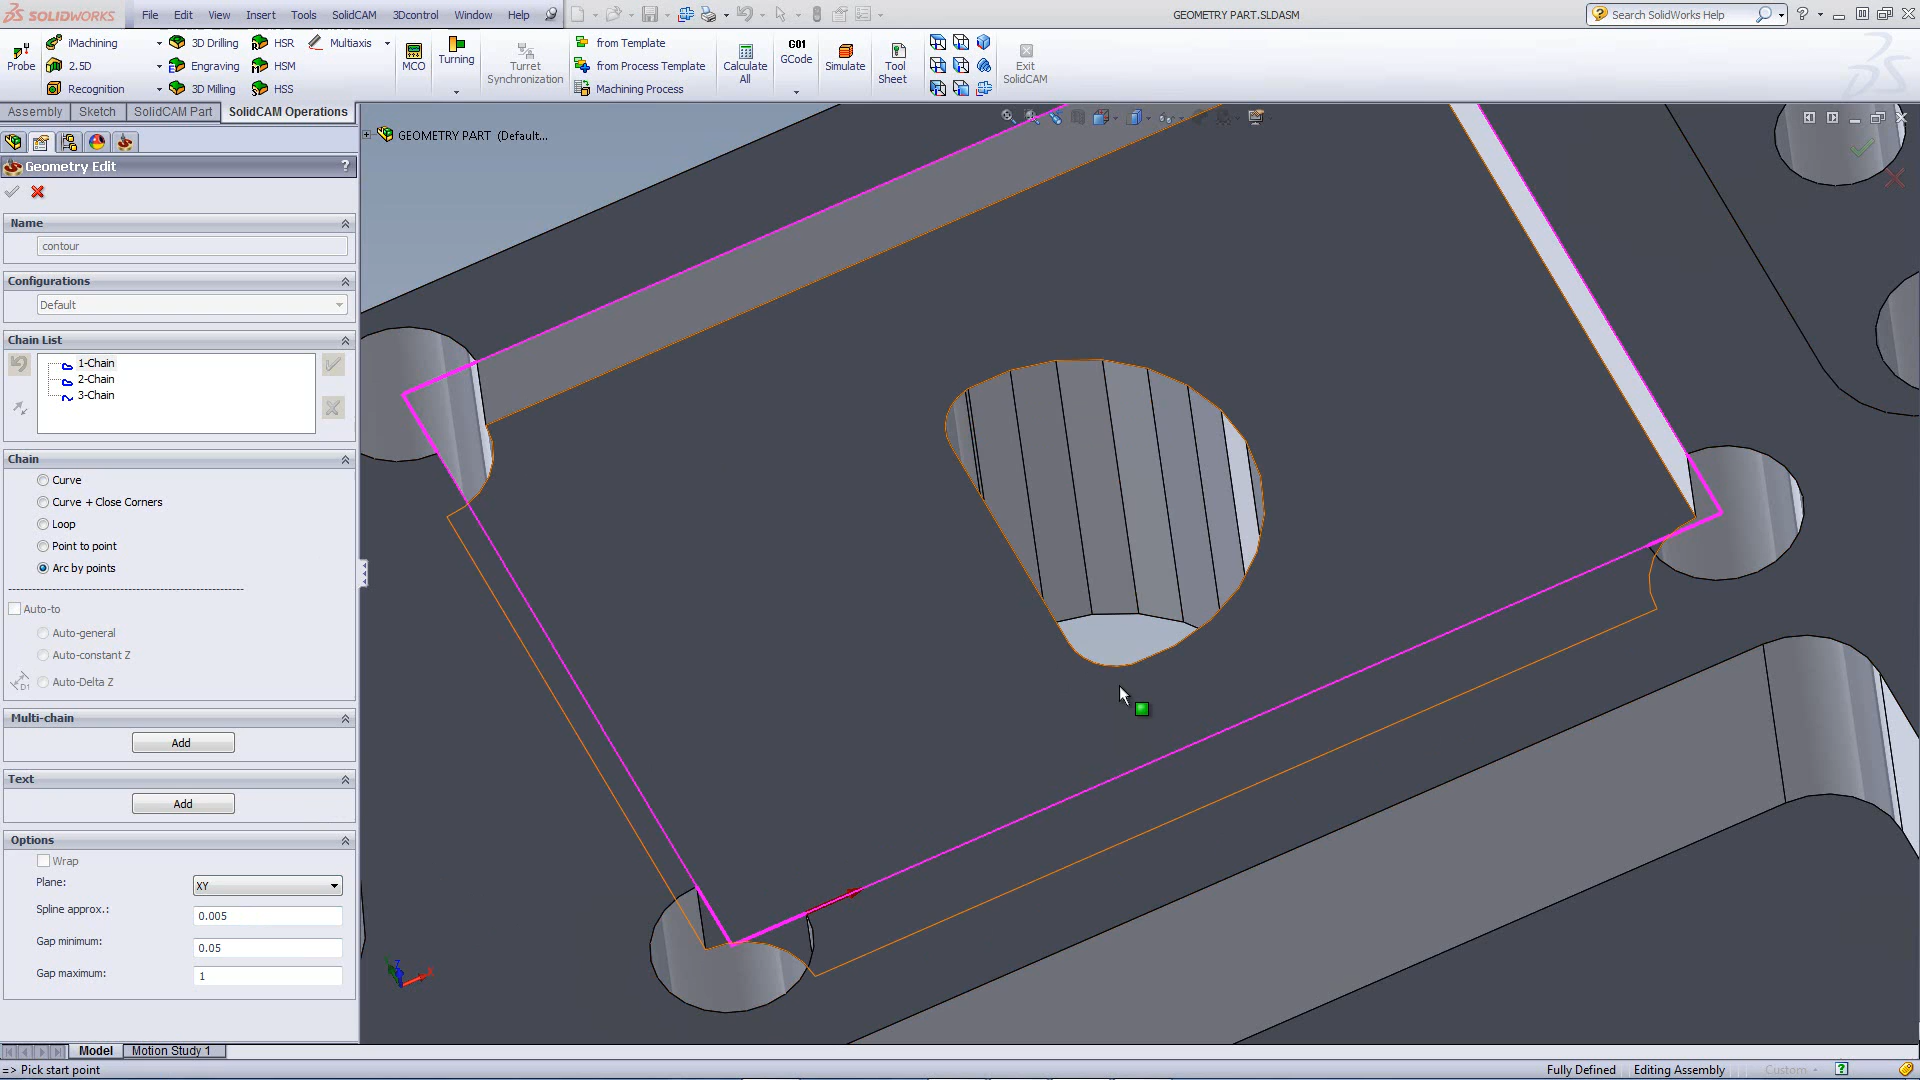 SOLIDWORKS File Edit View Insert Tools SolidCAM 3Dcontrol Window Help GEOMETRY PART.SLDASM Search SolidWorks Help
iMachining 3D Drilling HSR Multiaxis from Template G01
2.5D Engraving HSM from Process Template
Recognition 3D Milling HSS Machining Process
Probe MCO Turning Turret Synchronization Calculate All GCode Simulate Tool Sheet Exit SolidCAM
Assembly Sketch SolidCAM Part SolidCAM Operations
GEOMETRY PART (Default...
Geometry Edit ?
Name
contour
Configurations
Default
Chain List
1-Chain
2-Chain
3-Chain
Chain
Curve
Curve + Close Corners
Loop
Point to point
Arc by points
Auto-to
Auto-general
Auto-constant Z
Auto-Delta Z
Multi-chain
Add
Text
Add
Options
Wrap
Plane: XY
Spline approx.: 0.005
Gap minimum: 0.05
Gap maximum: 1
Model Motion Study 1
=> Pick start point Fully Defined Editing Assembly Custom